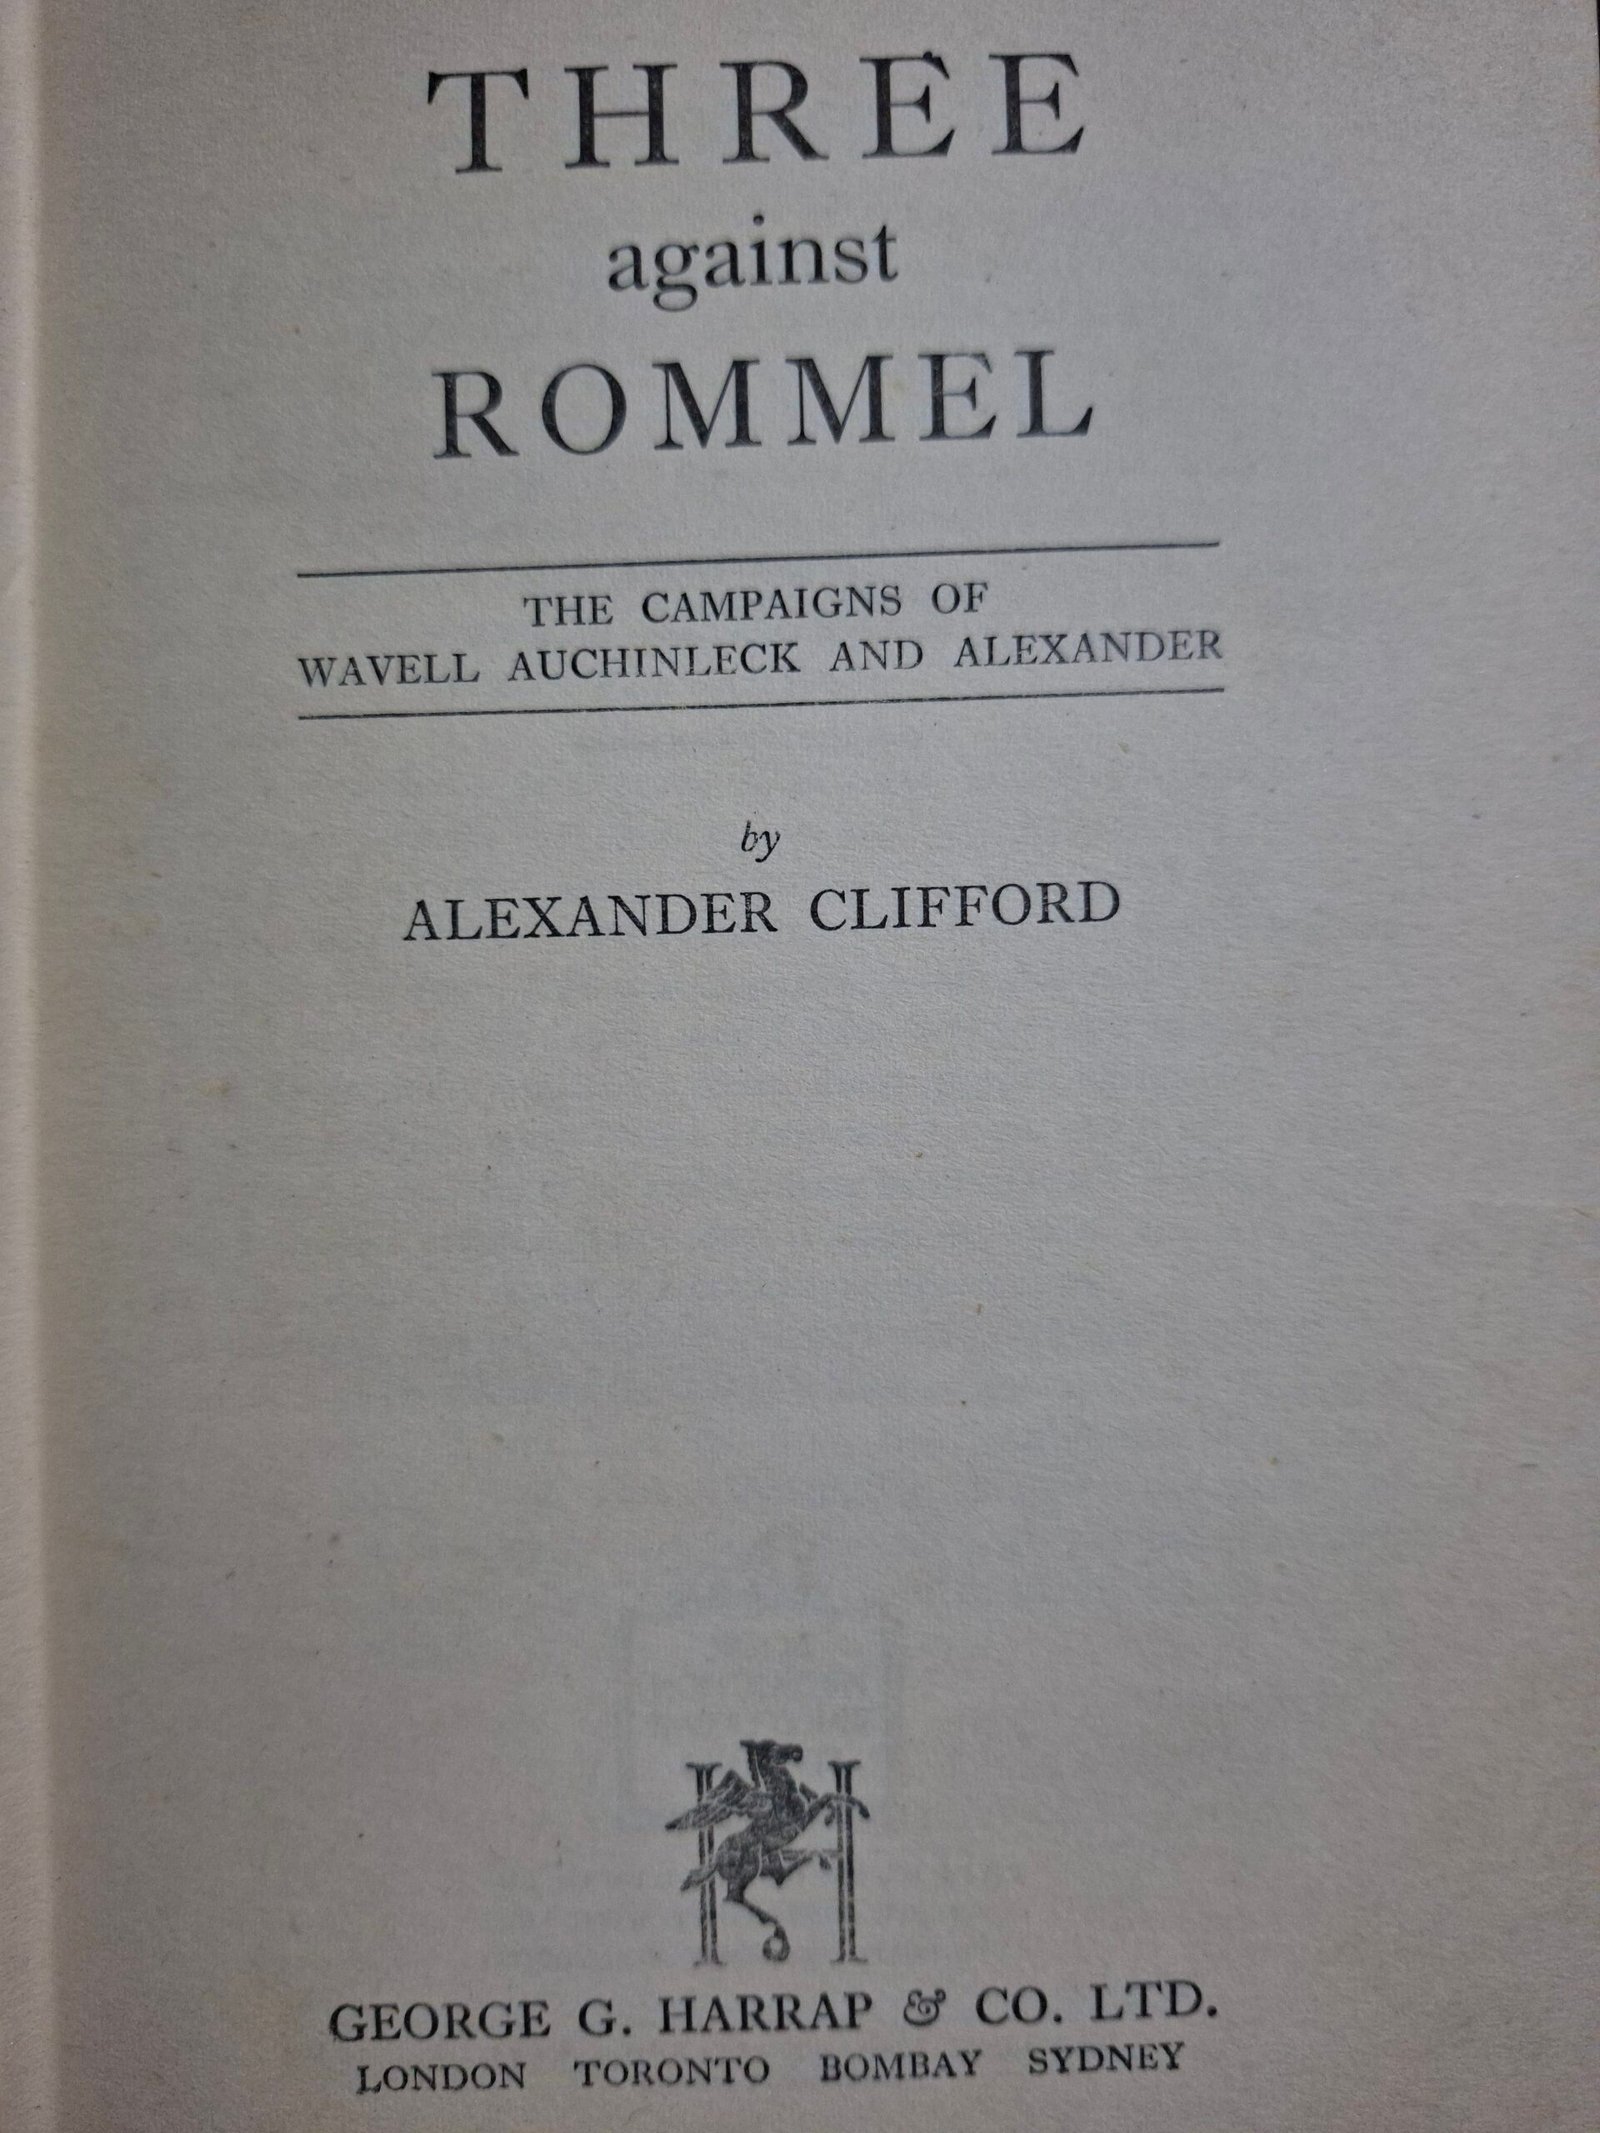 THREE
against
ROMMEL
THE CAMPAIGNS OF
WAVELL AUCHINLECK AND ALEXANDER
by
ALEXANDER CLIFFORD
H
GEORGE G. HARRAP & CO. LTD.
LONDON TORONTO BOMBAY SYDNEY